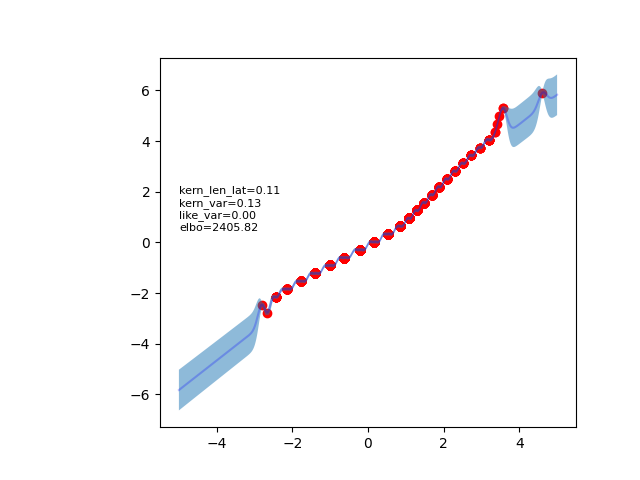 6
4
2
0
−2
−4
−6
kern_len_lat=0.11
kern_var=0.13
like_var=0.00
elbo=2405.82
−4 −2 0 2 4